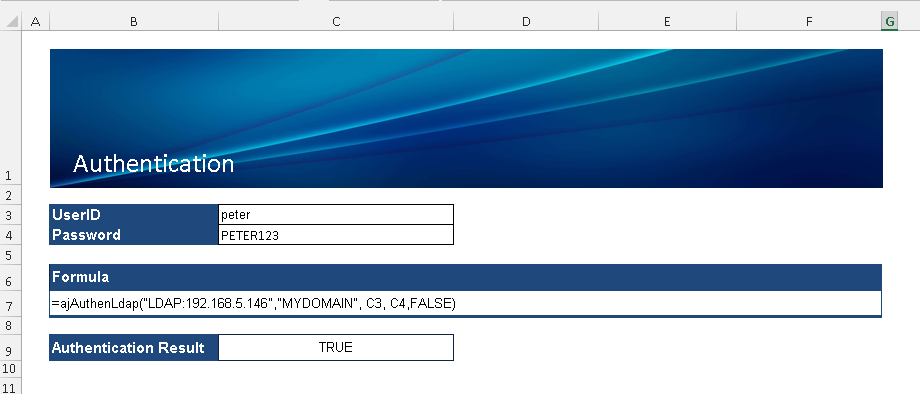 A B C D E F G
1 Authentication
2
3 UserID peter
4 Password PETER123
5
6 Formula
7 =ajAuthenLdap("LDAP:192.168.5.146","MYDOMAIN", C3, C4,FALSE)
8
9 Authentication Result TRUE
10
11